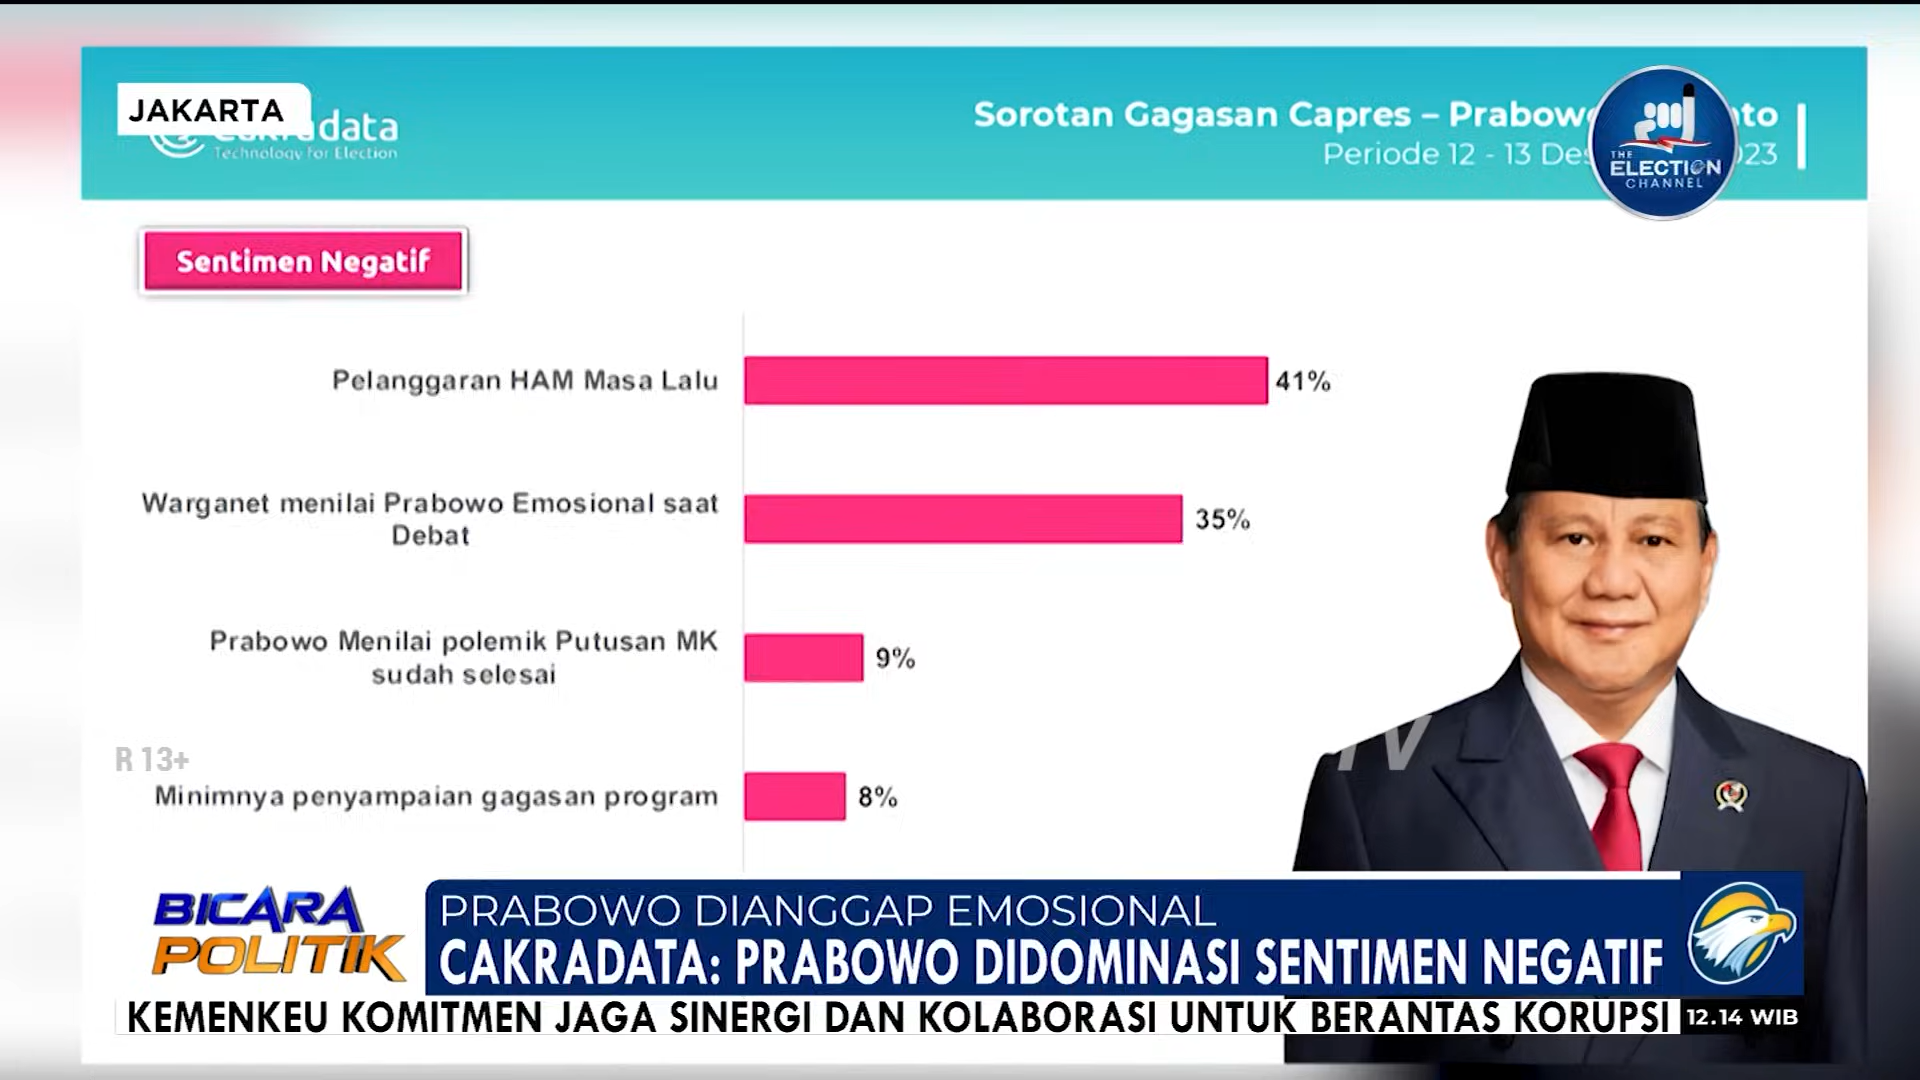 JAKARTA
Technology For Election
Sorotan Gagasan Capres –
Periode 12 - 13
THE
ELECTION
CHANNEL
Sentimen Negatif
Pelanggaran HAM Masa Lalu
41%
Warganet menilai Prabowo Emosional saat
Debat
35%
Prabowo Menilai polemik Putusan MK
sudah selesai
9%
R 13+
Minimnya penyampaian gagasan program
8%
BICARA
POLITIK
PRABOWO DIANGGAP EMOSIONAL
CAKRADATA: PRABOWO DIDOMINASI SENTIMEN NEGATIF
KEMENKEU KOMITMEN JAGA SINERGI DAN KOLABORASI UNTUK BERANTAS KORUPSI
12.14 WIB